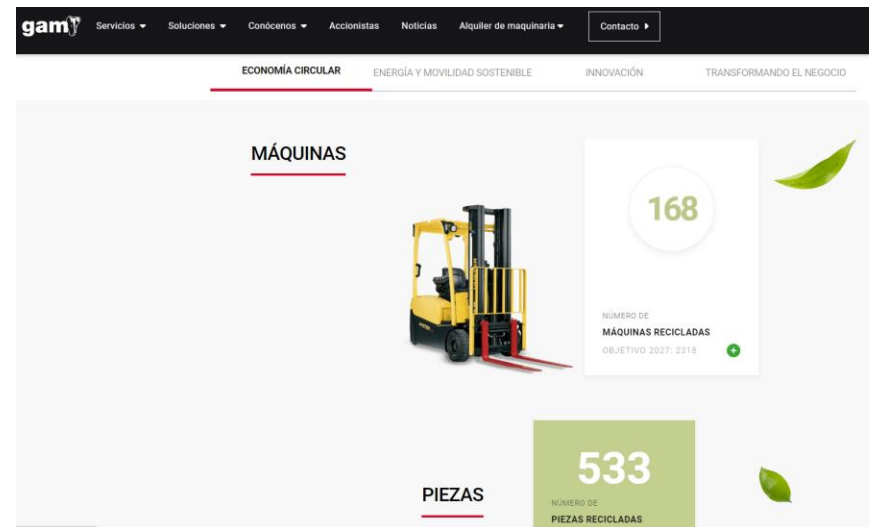 gam
Servicios Soluciones Conócenos Accionistas Noticias Alquiler de maquinaria Contacto
ECONOMÍA CIRCULAR ENERGÍA Y MOVILIDAD SOSTENIBLE INNOVACIÓN TRANSFORMANDO EL NEGOCIO
MÁQUINAS
168
NÚMERO DE
MÁQUINAS RECICLADAS
OBJETIVO 2027: 2318
PIEZAS
533
NÚMERO DE
PIEZAS RECICLADAS